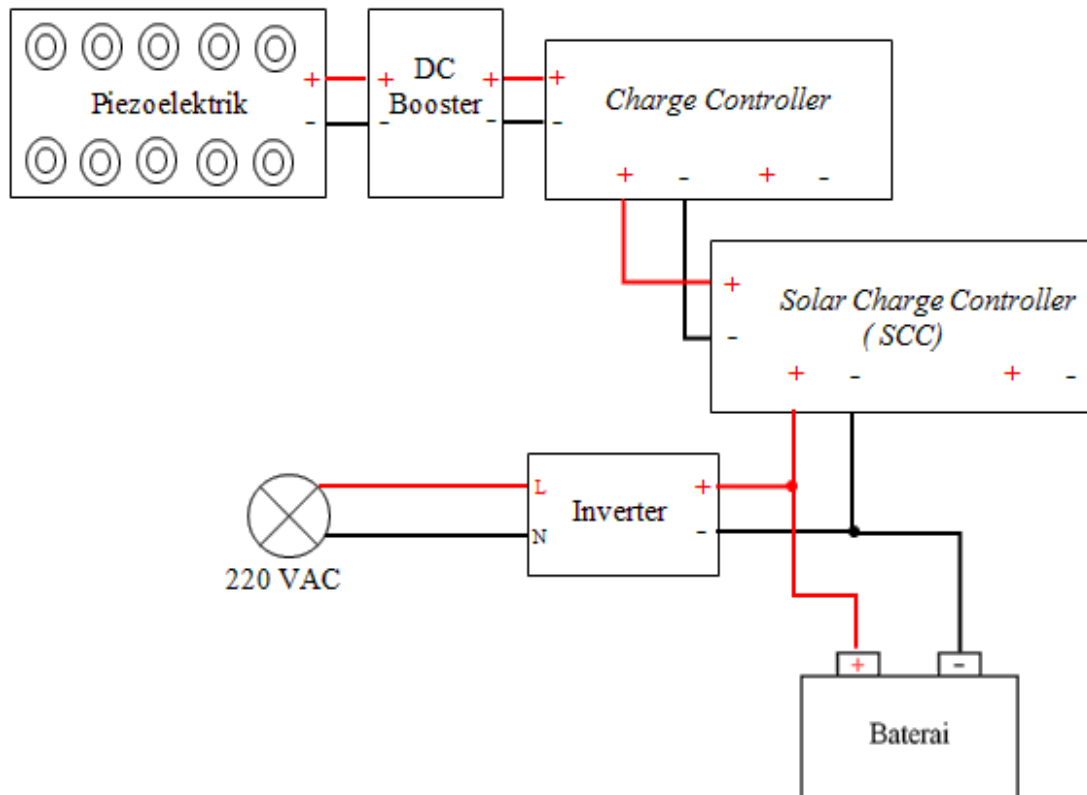 Piezoelektrik
+
-
+
-
DC
Booster
+
-
+
-
Charge Controller
+ - + -
+
-
Solar Charge Controller
( SCC)
+ - + -
220 VAC
L
N
Inverter
+
-
+ -
Baterai